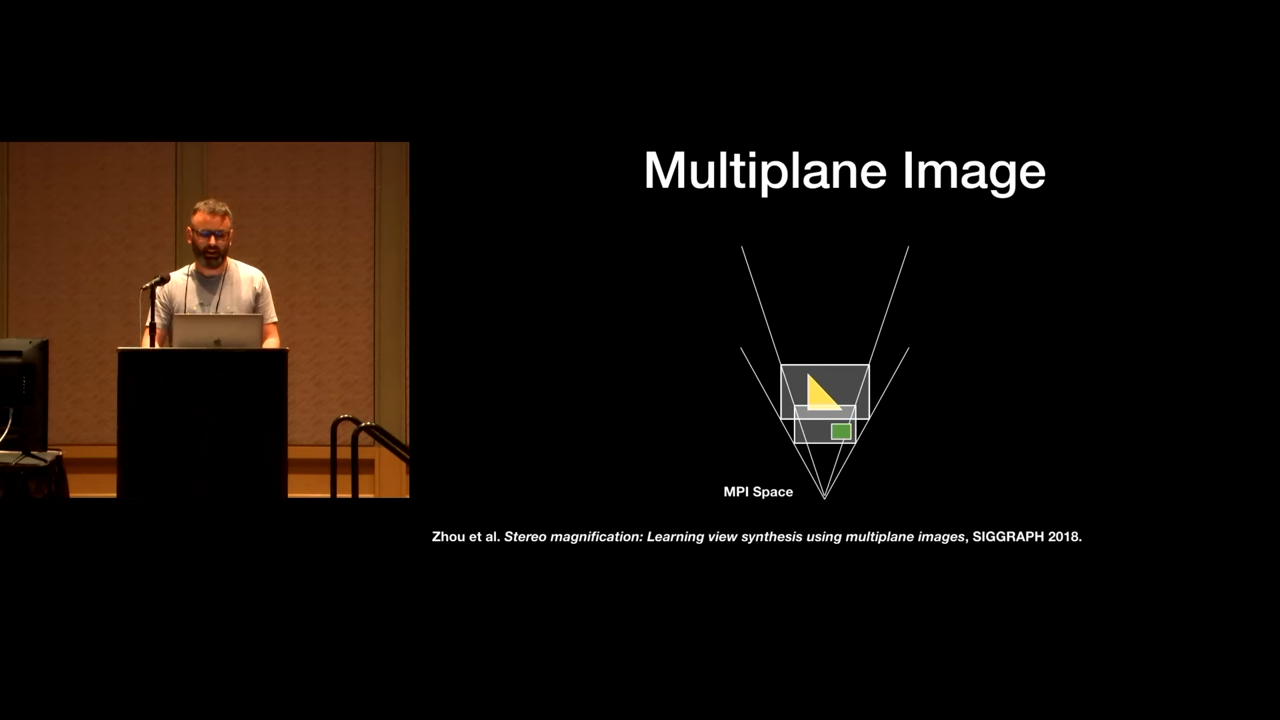 Multiplane Image
MPI Space
Zhou et al. Stereo magnification: Learning view synthesis using multiplane images, SIGGRAPH 2018.